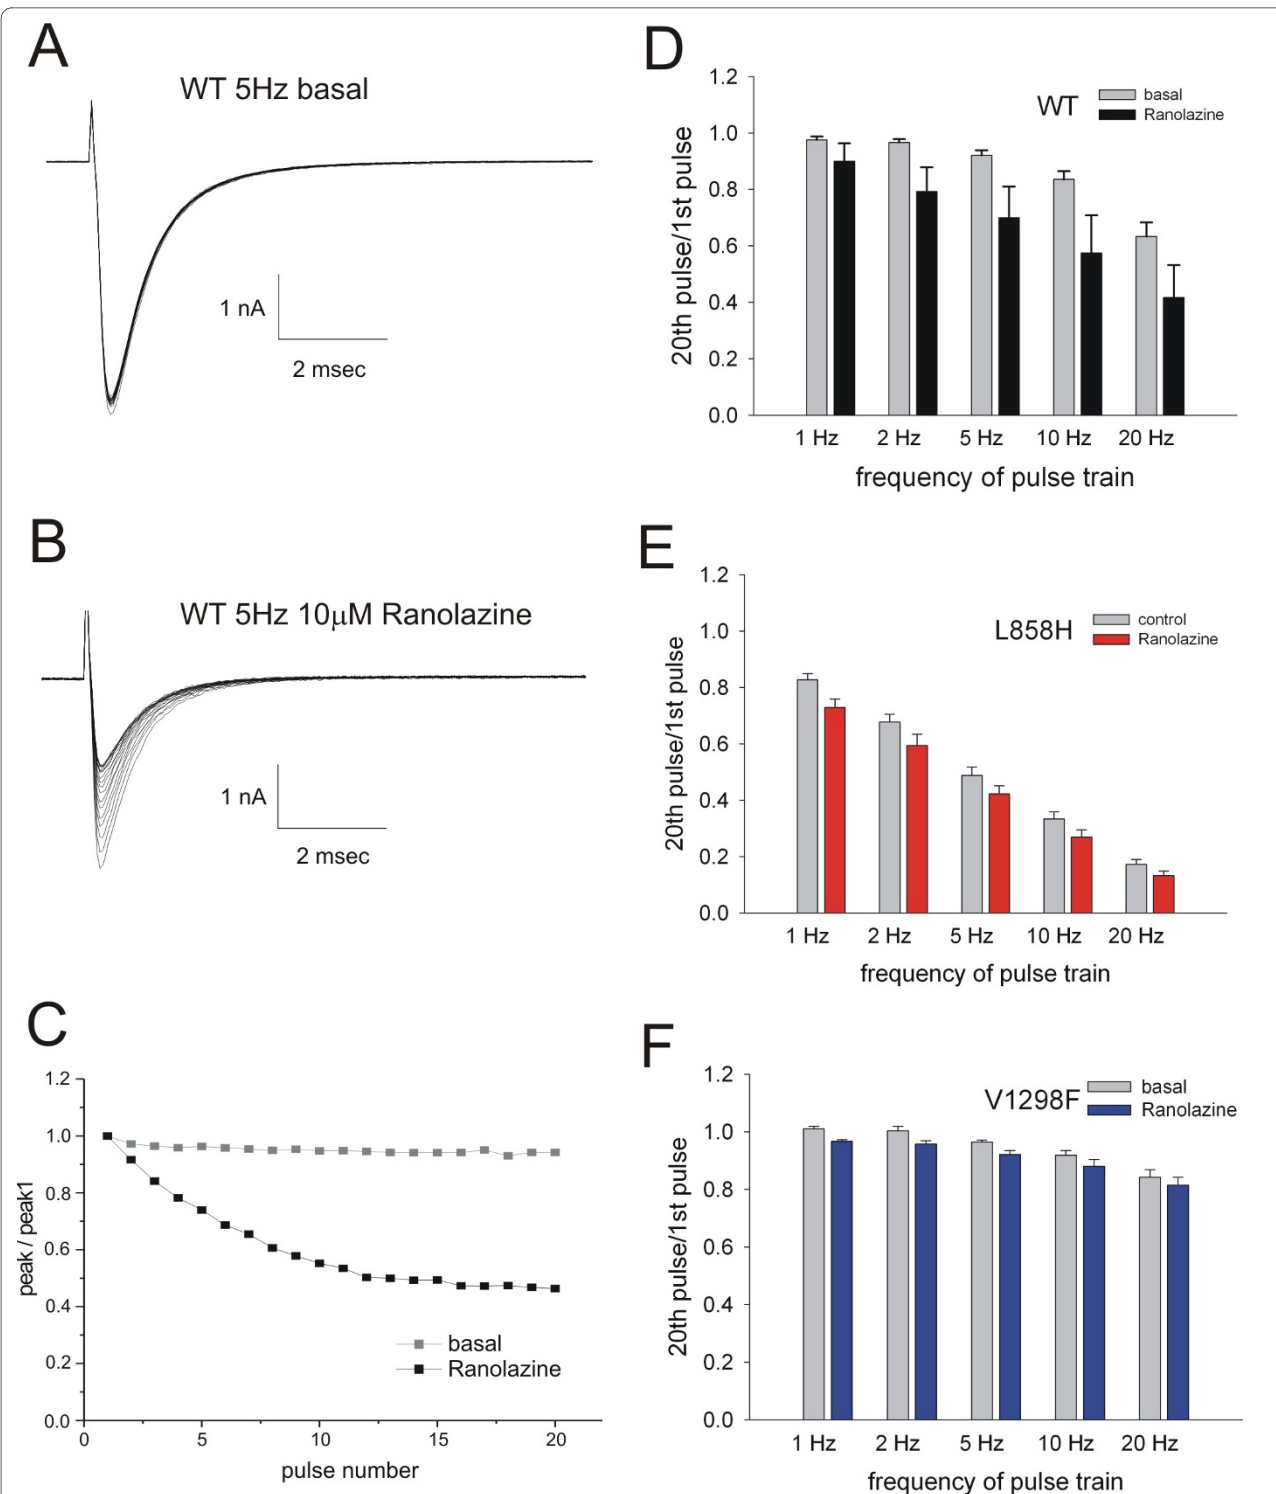 A
WT 5Hz basal
1 nA
2 msec
B
WT 5Hz 10µM Ranolazine
1 nA
2 msec
C
1.2
1.0
0.8
0.6
0.4
0.2
0.0
peak / peak1
basal
Ranolazine
0 5 10 15 20
pulse number
D
1.2
1.0
0.8
0.6
0.4
0.2
0.0
20th pulse/1st pulse
WT
basal
Ranolazine
1 Hz 2 Hz 5 Hz 10 Hz 20 Hz
frequency of pulse train
E
1.2
1.0
0.8
0.6
0.4
0.2
0.0
20th pulse/1st pulse
L858H
control
Ranolazine
1 Hz 2 Hz 5 Hz 10 Hz 20 Hz
frequency of pulse train
F
1.2
1.0
0.8
0.6
0.4
0.2
0.0
20th pulse/1st pulse
V1298F
basal
Ranolazine
1 Hz 2 Hz 5 Hz 10 Hz 20 Hz
frequency of pulse train